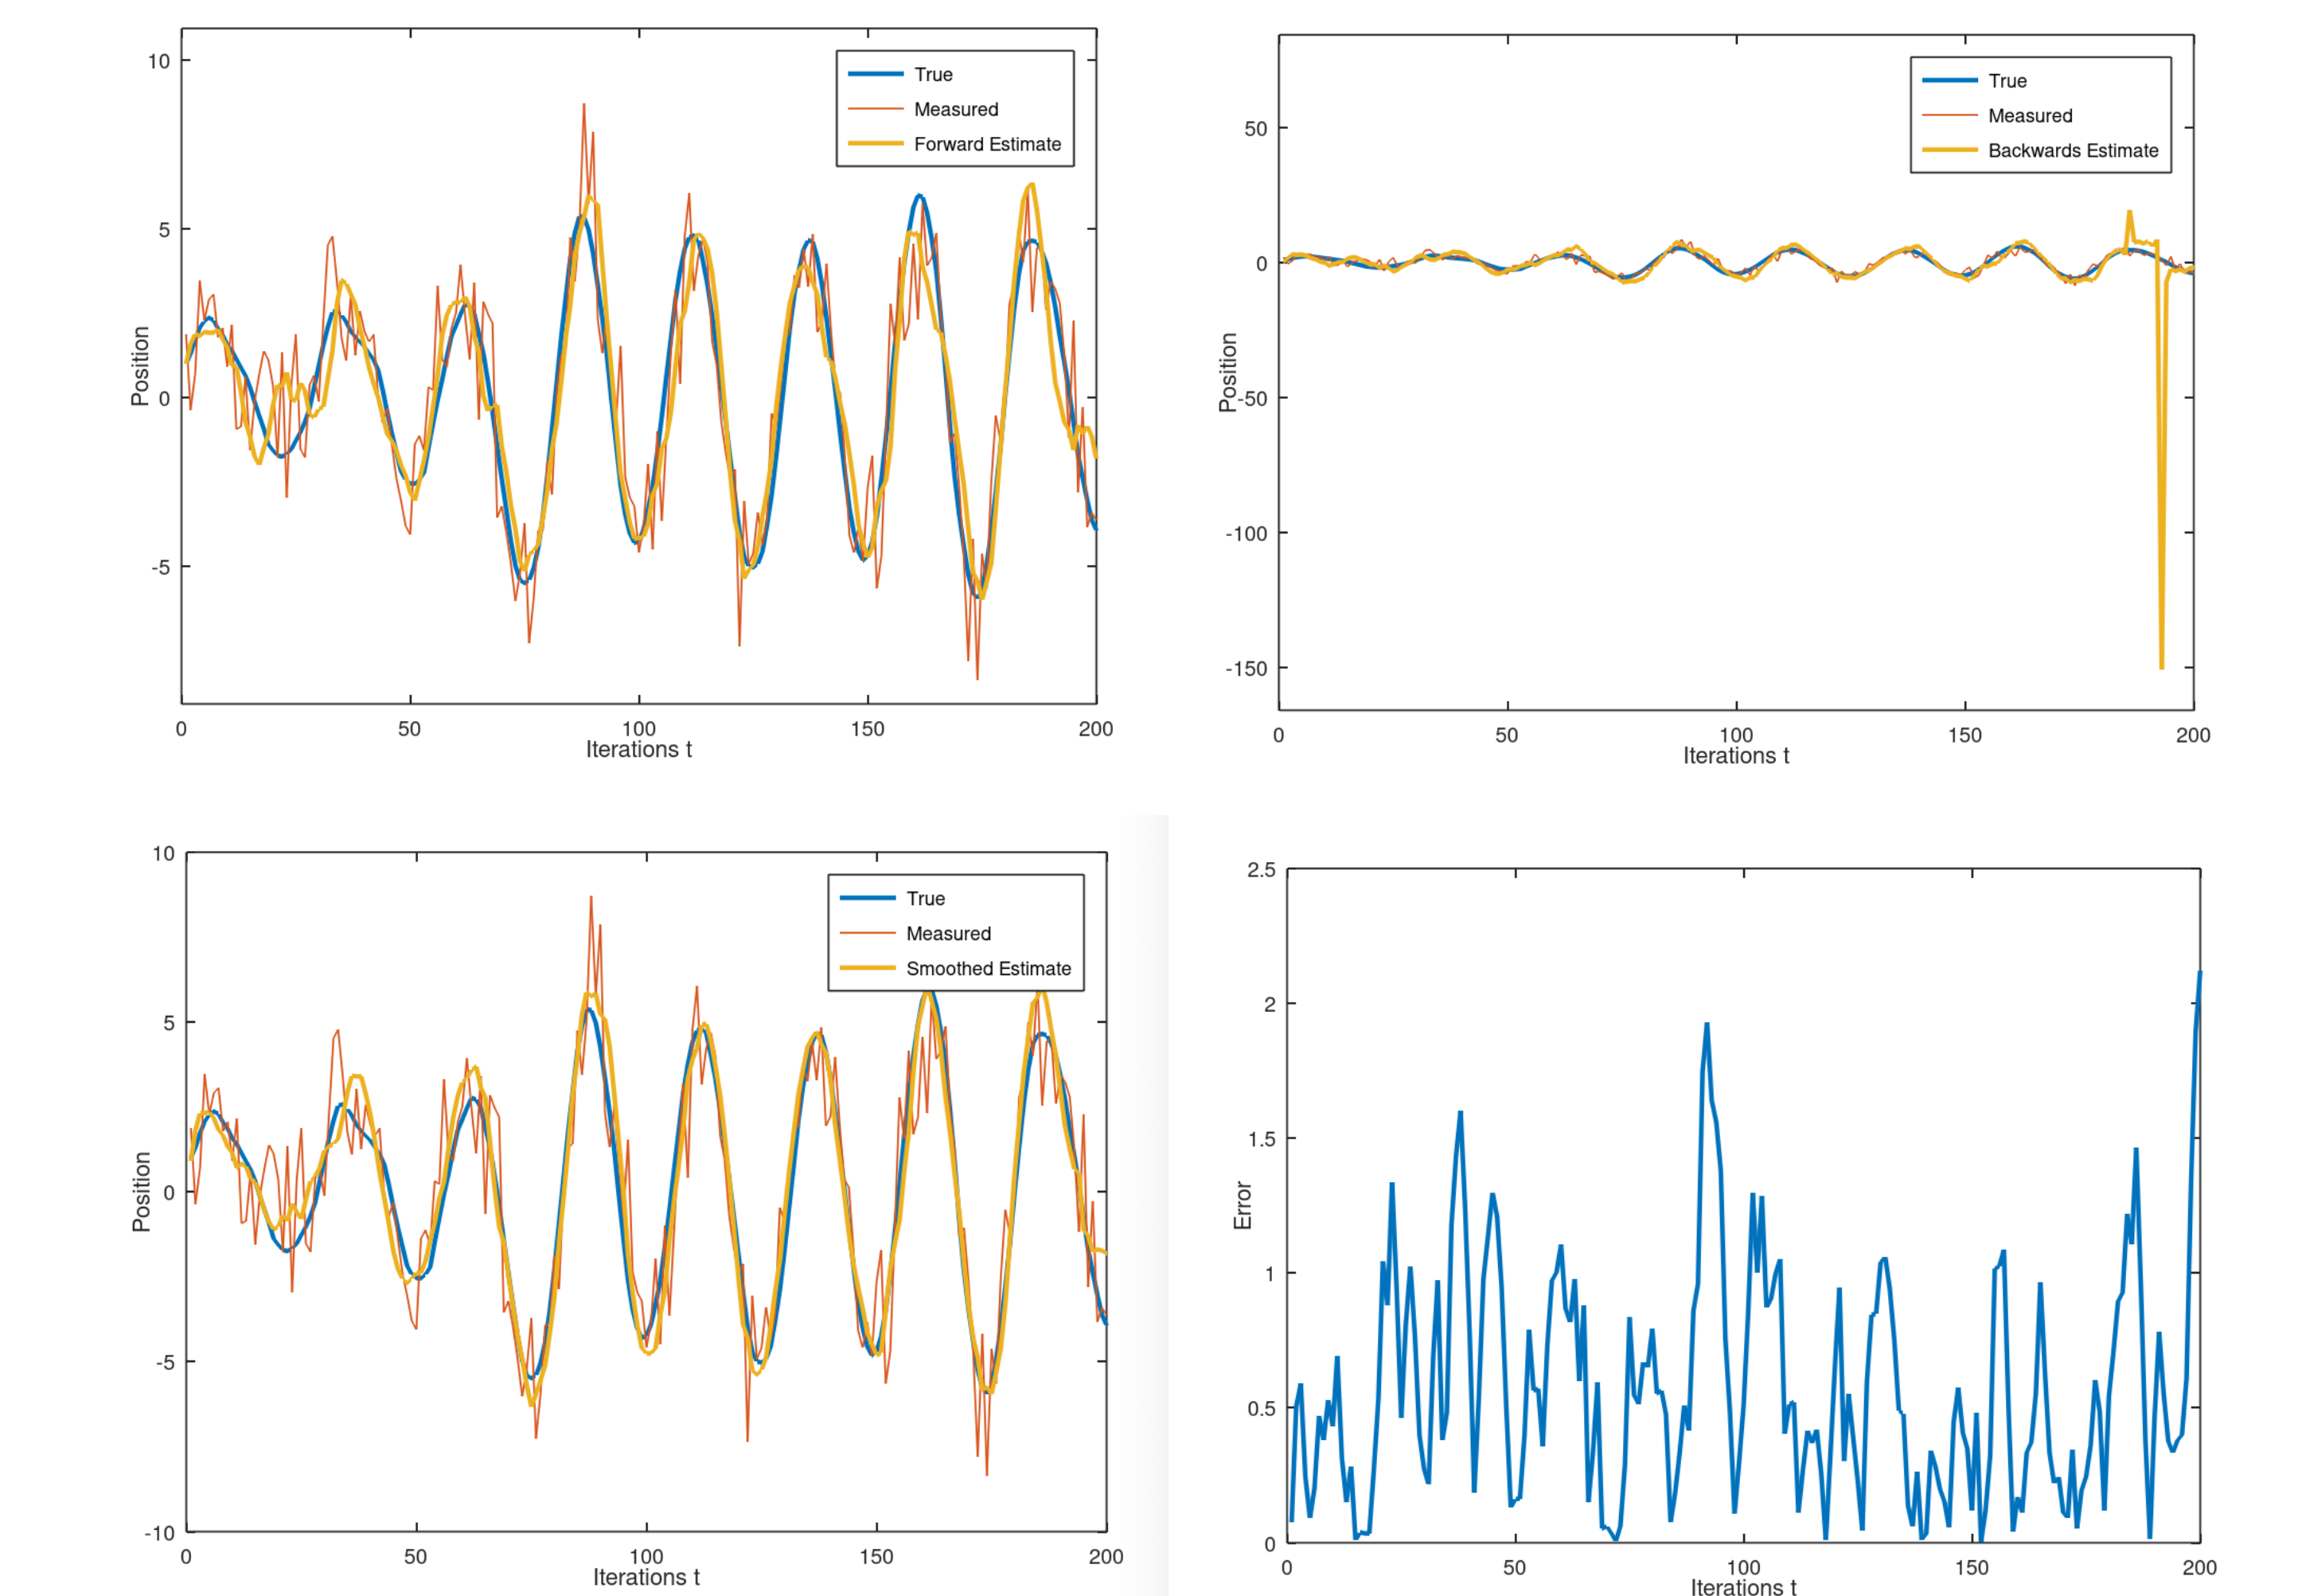 10
5
0
-5
0
50
100
150
200
Position
Iterations t
True
Measured
Forward Estimate
50
0
-50
-100
-150
0
50
100
150
200
Position
Iterations t
True
Measured
Backwards Estimate
10
5
0
-5
-10
0
50
100
150
200
Position
Iterations t
True
Measured
Smoothed Estimate
2.5
2
1.5
1
0.5
0
0
50
100
150
200
Error
Iterations t